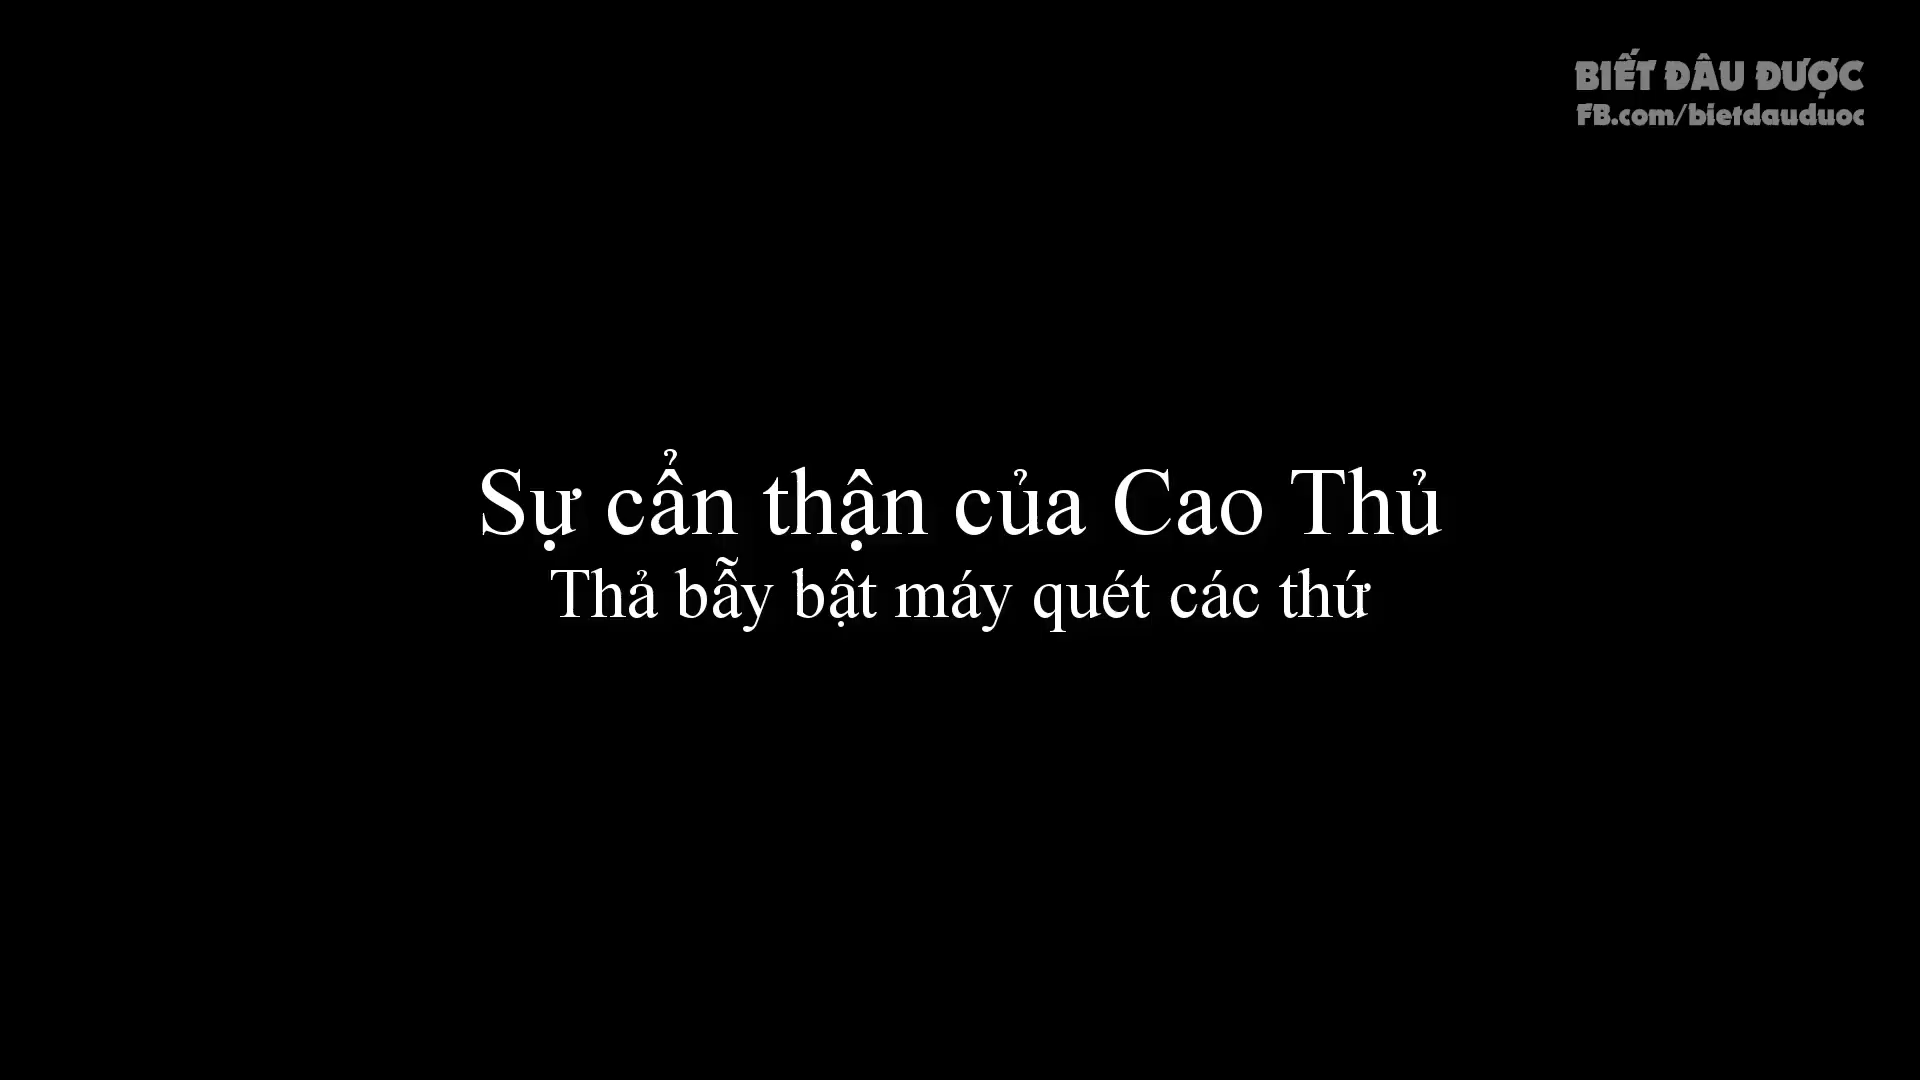 BIẾT ĐÂU ĐƯỢC
FB.com/bietdauduoc
Sự cẩn thận của Cao Thủ
Thả bẫy bật máy quét các thứ